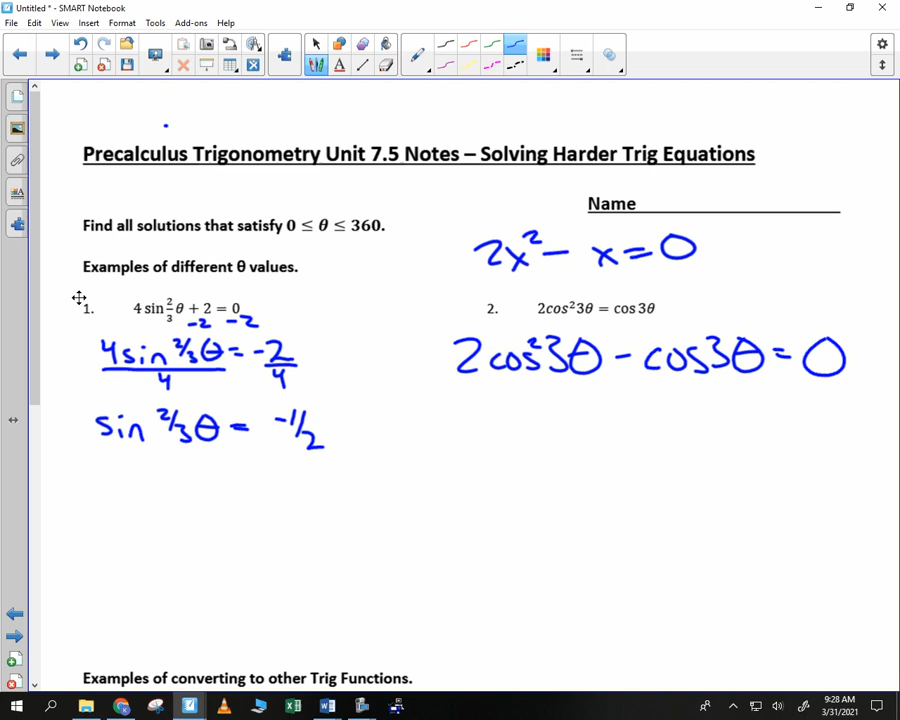 Untitled * - SMART Notebook
File Edit View Insert Format Tools Add-ons Help
Precalculus Trigonometry Unit 7.5 Notes – Solving Harder Trig Equations
Name
Find all solutions that satisfy 0 ≤ θ ≤ 360.
2x² - x = 0
Examples of different θ values.
1. 4 sin 2/3 θ + 2 = 0
2. 2cos²3θ = cos 3θ
-2 -2
4sin 2/3θ = -2
4 4
2cos²3θ - cos3θ = 0
sin 2/3θ = -1/2
Examples of converting to other Trig Functions.
9:28 AM
3/31/2021